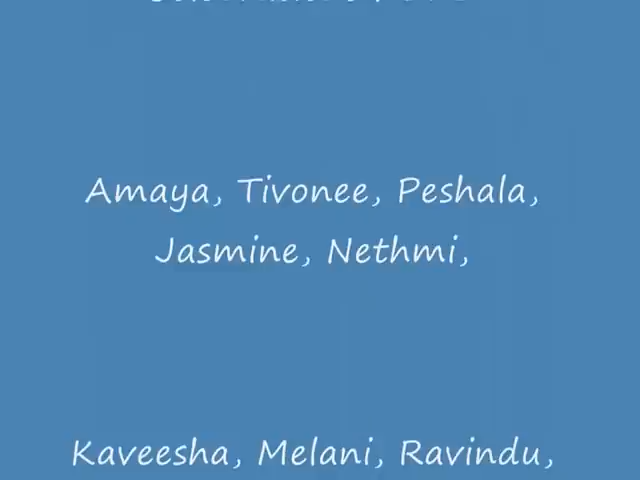 Amaya, Tivonee, Peshala,
Jasmine, Nethmi,
Kaveesha, Melani, Ravindu,